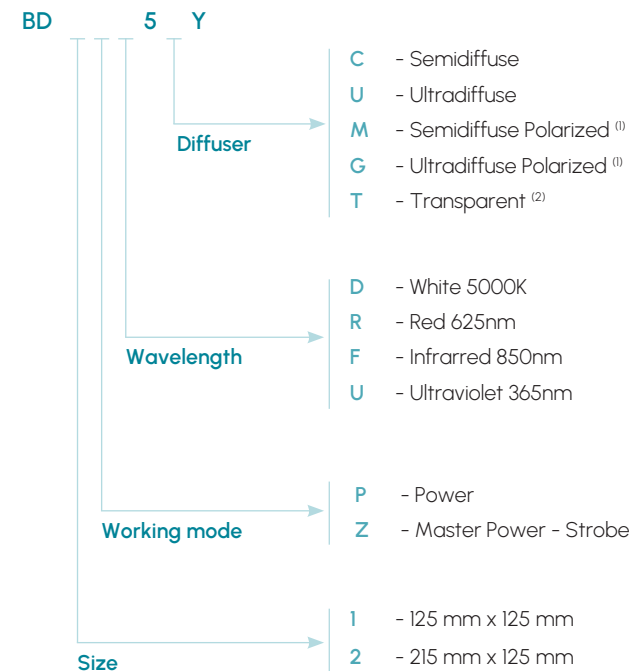 BD 5 Y
C - Semidiffuse
U - Ultradiffuse
M - Semidiffuse Polarized (1)
Diffuser
G - Ultradiffuse Polarized (1)
T - Transparent (2)
D - White 5000K
R - Red 625nm
Wavelength
F - Infrarred 850nm
U - Ultraviolet 365nm
P - Power
Working mode
Z - Master Power - Strobe
1 - 125 mm x 125 mm
Size
2 - 215 mm x 125 mm